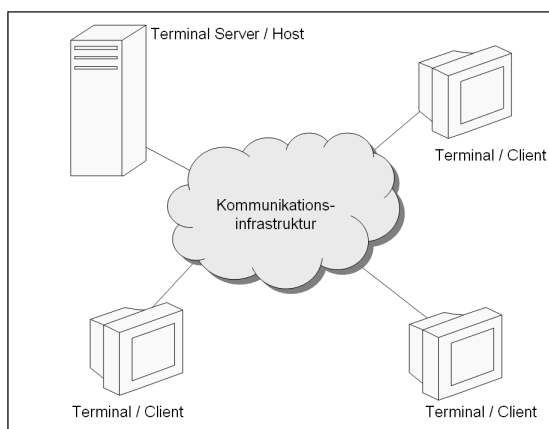 Terminal Server / Host
Terminal / Client
Kommunikations-
infrastruktur
Terminal / Client
Terminal / Client